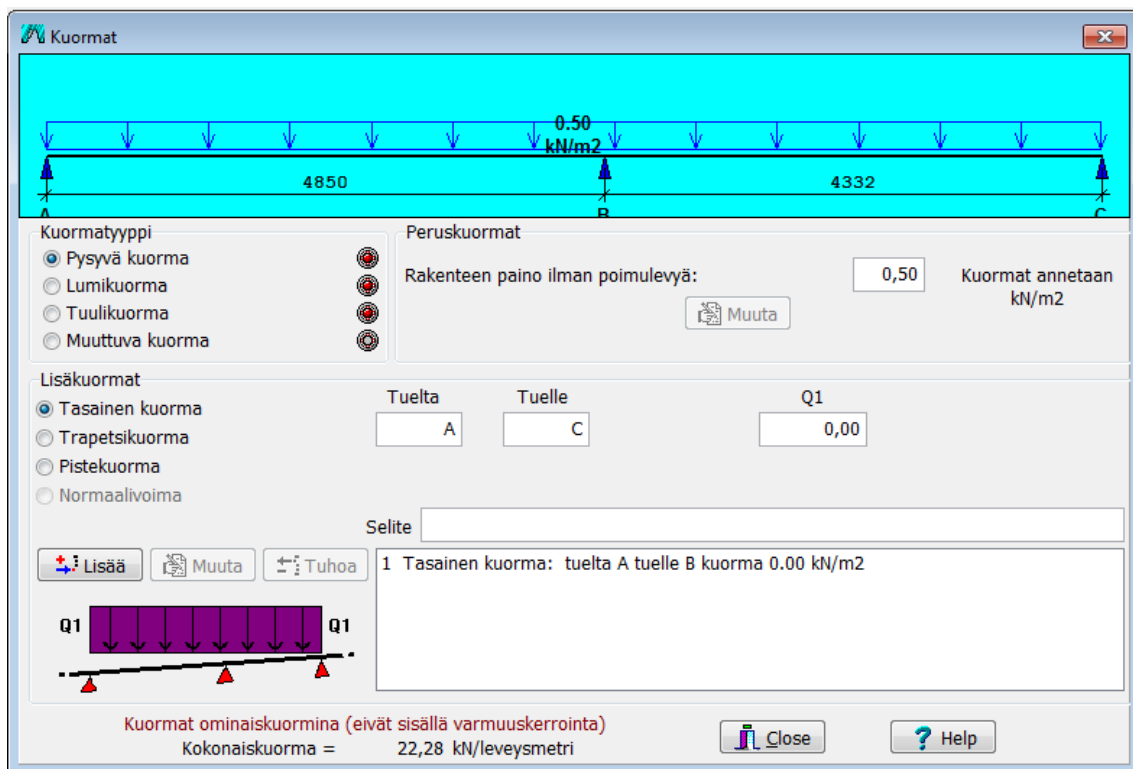 Kuormat
0.50
kN/m2
4850
4332
A
B
C
Kuormatyyppi
Pysyvä kuorma
Lumikuorma
Tuulikuorma
Muuttuva kuorma
Peruskuormat
Rakenteen paino ilman poimulevyä:
0,50
Kuormat annetaan
kN/m2
Muuta
Lisäkuormat
Tasainen kuorma
Trapetsikuorma
Pistekuorma
Normaalivoima
Tuelta
Tuelle
Q1
A
C
0,00
Selite
Lisää
Muuta
Tuhoa
1 Tasainen kuorma: tuelta A tuelle B kuorma 0.00 kN/m2
Q1
Q1
Kuormat ominaiskuormina (eivät sisällä varmuuskerrointa)
Kokonaiskuorma = 22,28 kN/leveysmetri
Close
? Help